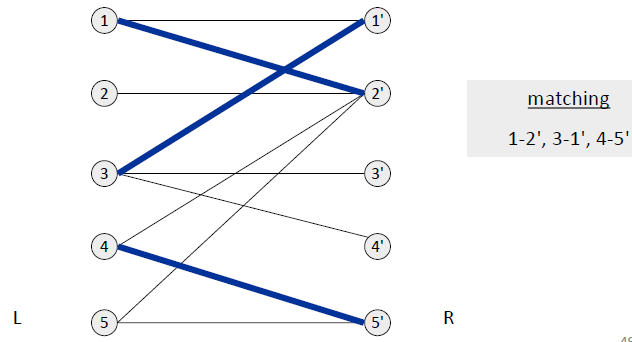 1 1'
2 2'
matching
1-2', 3-1', 4-5'
3 3'
4 4'
L 5 5' R